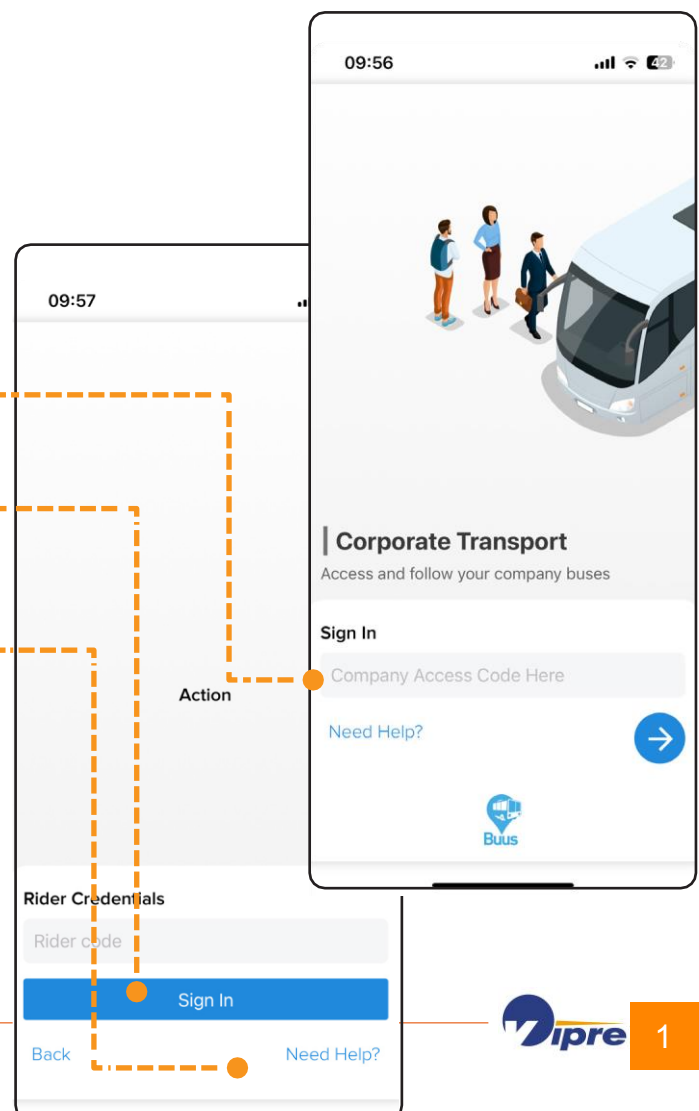 09:56
42
Corporate Transport
Access and follow your company buses
Sign In
Company Access Code Here
Need Help?
Buus
09:57
Action
Rider Credentials
Rider code
Sign In
Back
Need Help?
Vipre
1